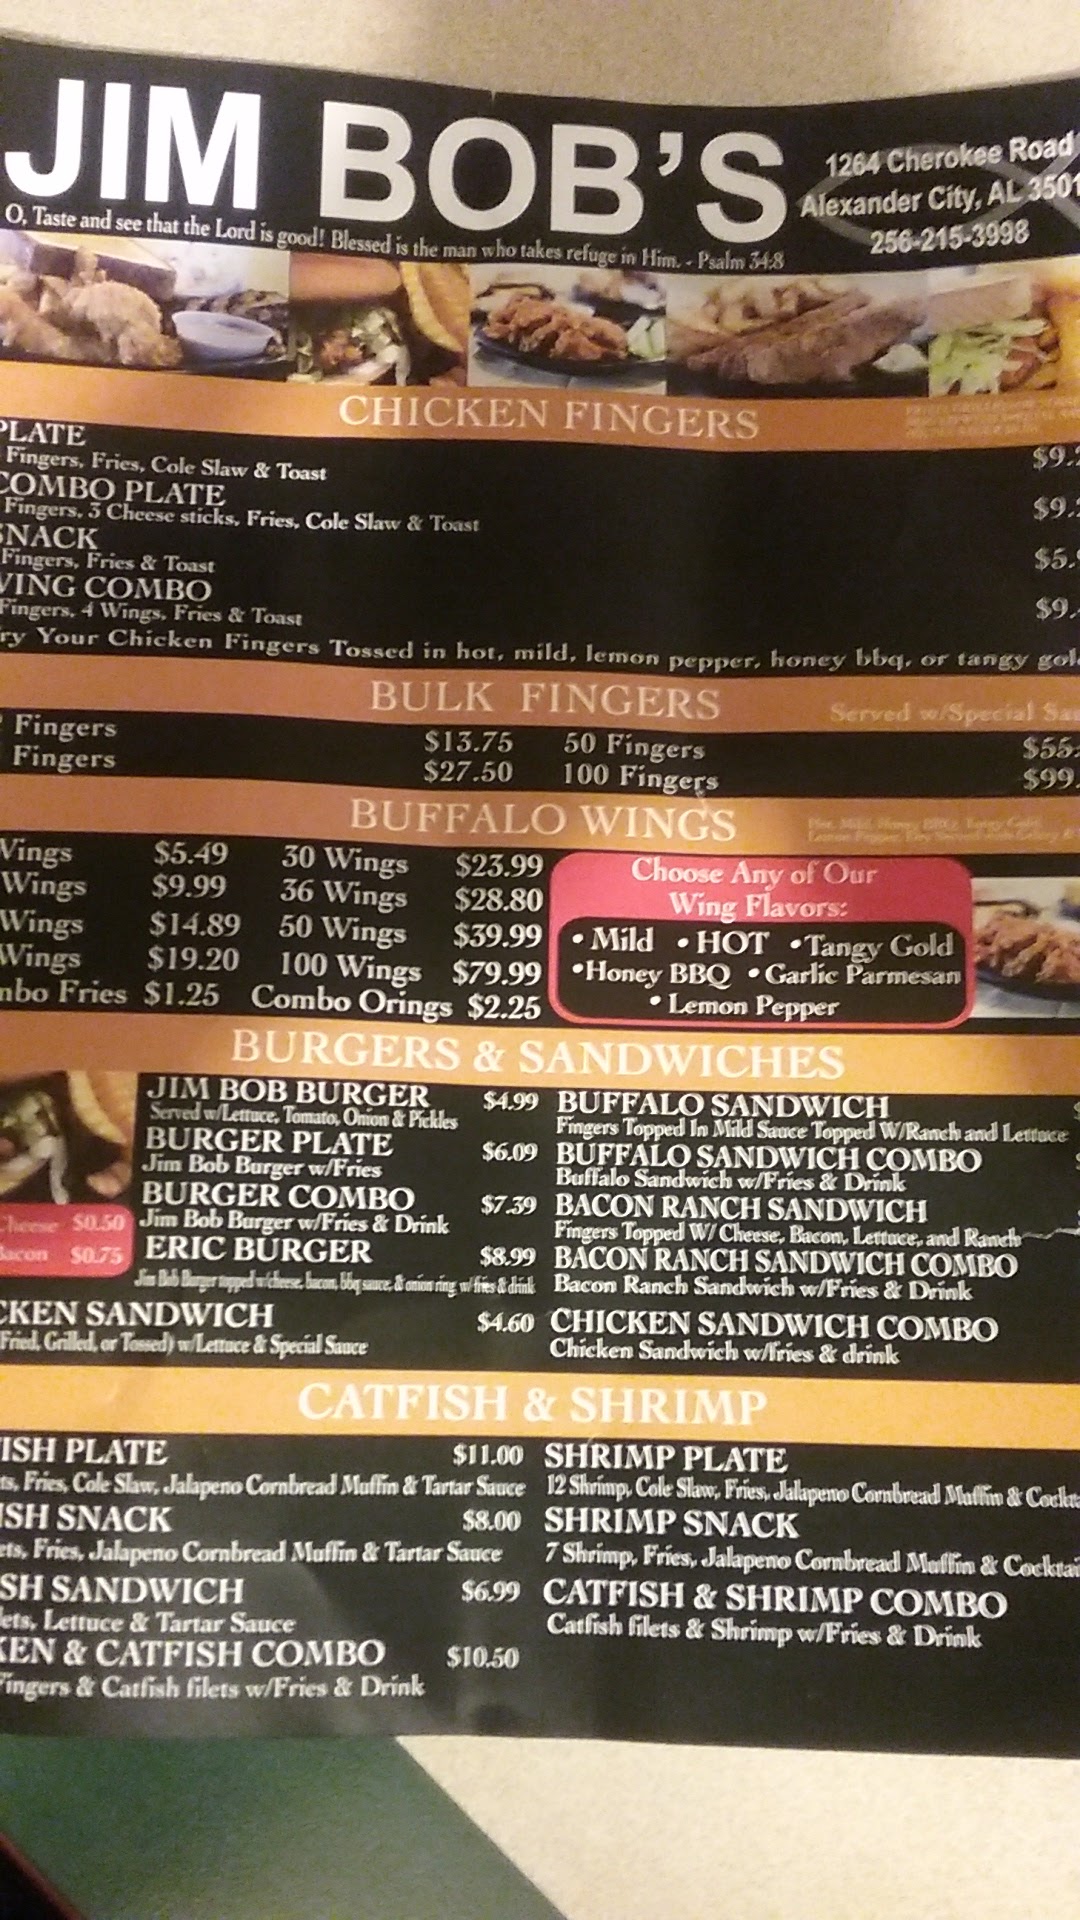 JIM BOB'S
1264 Cherokee Road
Alexander City, AL 3501
256-215-3998
O, Taste and see that the Lord is good! Blessed is the man who takes refuge in Him. - Psalm 34:8
CHICKEN FINGERS
PLATE
Fingers, Fries, Cole Slaw & Toast
$9.
COMBO PLATE
Fingers, 3 Cheese sticks, Fries, Cole Slaw & Toast
$9.
SNACK
Fingers, Fries & Toast
$5.
WING COMBO
Fingers, 4 Wings, Fries & Toast
$9.
ry Your Chicken Fingers Tossed in hot, mild, lemon pepper, honey bbq, or tangy gol
BULK FINGERS
Served w/Special Sau
Fingers $13.75 50 Fingers $55.
Fingers $27.50 100 Fingers $99.
BUFFALO WINGS
Wings $5.49 30 Wings $23.99
Wings $9.99 36 Wings $28.80
Wings $14.89 50 Wings $39.99
Wings $19.20 100 Wings $79.99
mbo Fries $1.25 Combo Orings $2.25
Choose Any of Our
Wing Flavors:
• Mild • HOT • Tangy Gold
• Honey BBQ • Garlic Parmesan
• Lemon Pepper
BURGERS & SANDWICHES
JIM BOB BURGER $4.99
Served w/Lettuce, Tomato, Onion & Pickles
BURGER PLATE $6.09
Jim Bob Burger w/Fries
BURGER COMBO $7.39
Jim Bob Burger w/Fries & Drink
ERIC BURGER $8.99
Jim Bob Burger topped w/cheese, bacon, bbq sauce, & onion ring w/fries & drink
Cheese $0.50
Bacon $0.75
CKEN SANDWICH $4.60
Fried, Grilled, or Tossed) w/Lettuce & Special Sauce
BUFFALO SANDWICH
Fingers Topped In Mild Sauce Topped W/Ranch and Lettuce
BUFFALO SANDWICH COMBO
Buffalo Sandwich w/Fries & Drink
BACON RANCH SANDWICH
Fingers Topped W/ Cheese, Bacon, Lettuce, and Ranch
BACON RANCH SANDWICH COMBO
Bacon Ranch Sandwich w/Fries & Drink
CHICKEN SANDWICH COMBO
Chicken Sandwich w/fries & drink
CATFISH & SHRIMP
ISH PLATE $11.00
ts, Fries, Cole Slaw, Jalapeno Cornbread Muffin & Tartar Sauce
ISH SNACK $8.00
ets, Fries, Jalapeno Cornbread Muffin & Tartar Sauce
SH SANDWICH $6.99
lets, Lettuce & Tartar Sauce
KEN & CATFISH COMBO $10.50
Fingers & Catfish filets w/Fries & Drink
SHRIMP PLATE
12 Shrimp, Cole Slaw, Fries, Jalapeno Cornbread Muffin & Cockta
SHRIMP SNACK
7 Shrimp, Fries, Jalapeno Cornbread Muffin & Cocktai
CATFISH & SHRIMP COMBO
Catfish filets & Shrimp w/Fries & Drink